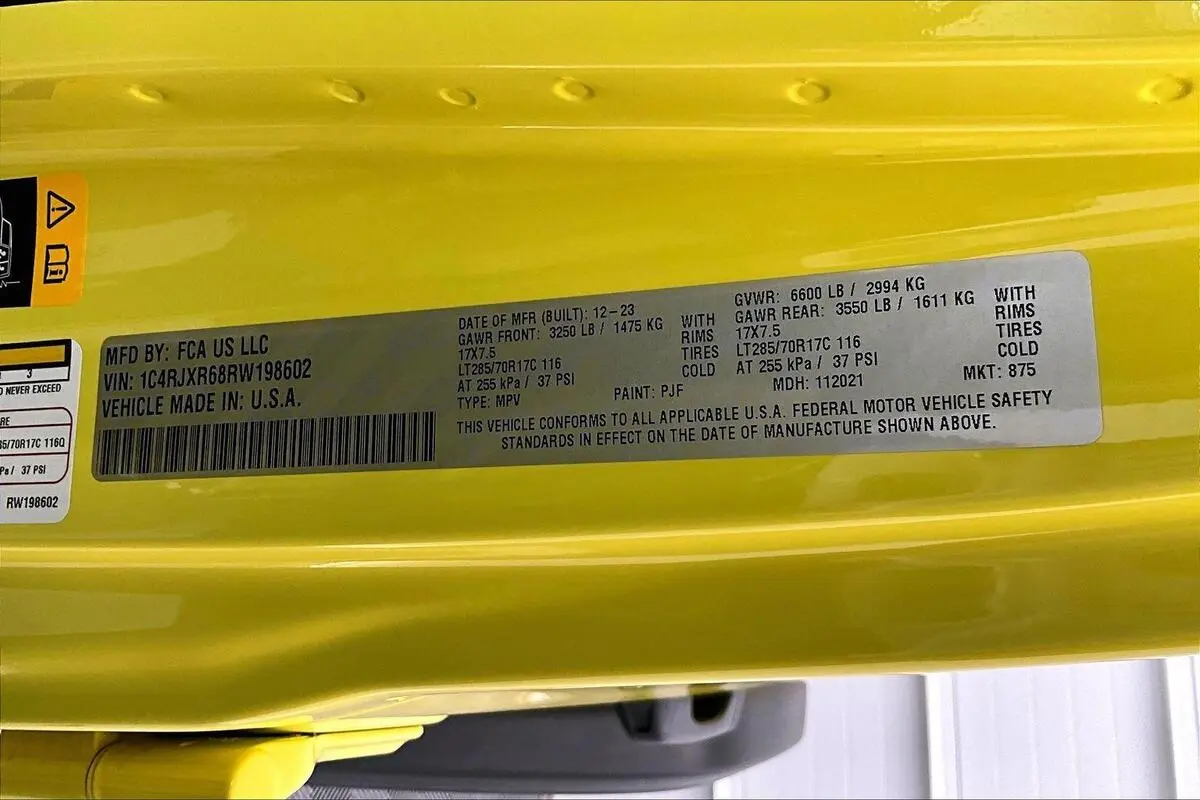 MFD BY: FCA US LLC
VIN: 1C4RJXR68RW198602
VEHICLE MADE IN: U.S.A.
DATE OF MFR (BUILT): 12-23
GAWR FRONT: 3250 LB / 1475 KG WITH
17X7.5 RIMS
LT285/70R17C 116 TIRES
AT 255 kPa / 37 PSI COLD
TYPE: MPV
PAINT: PJF
GVWR: 6600 LB / 2994 KG
GAWR REAR: 3550 LB / 1611 KG WITH
17X7.5 RIMS
LT285/70R17C 116 TIRES
AT 255 kPa / 37 PSI COLD
MDH: 112021
MKT: 875
THIS VEHICLE CONFORMS TO ALL APPLICABLE U.S.A. FEDERAL MOTOR VEHICLE SAFETY
STANDARDS IN EFFECT ON THE DATE OF MANUFACTURE SHOWN ABOVE.
3
NEVER EXCEED
85/70R17C 116Q
Pa / 37 PSI
RW198602